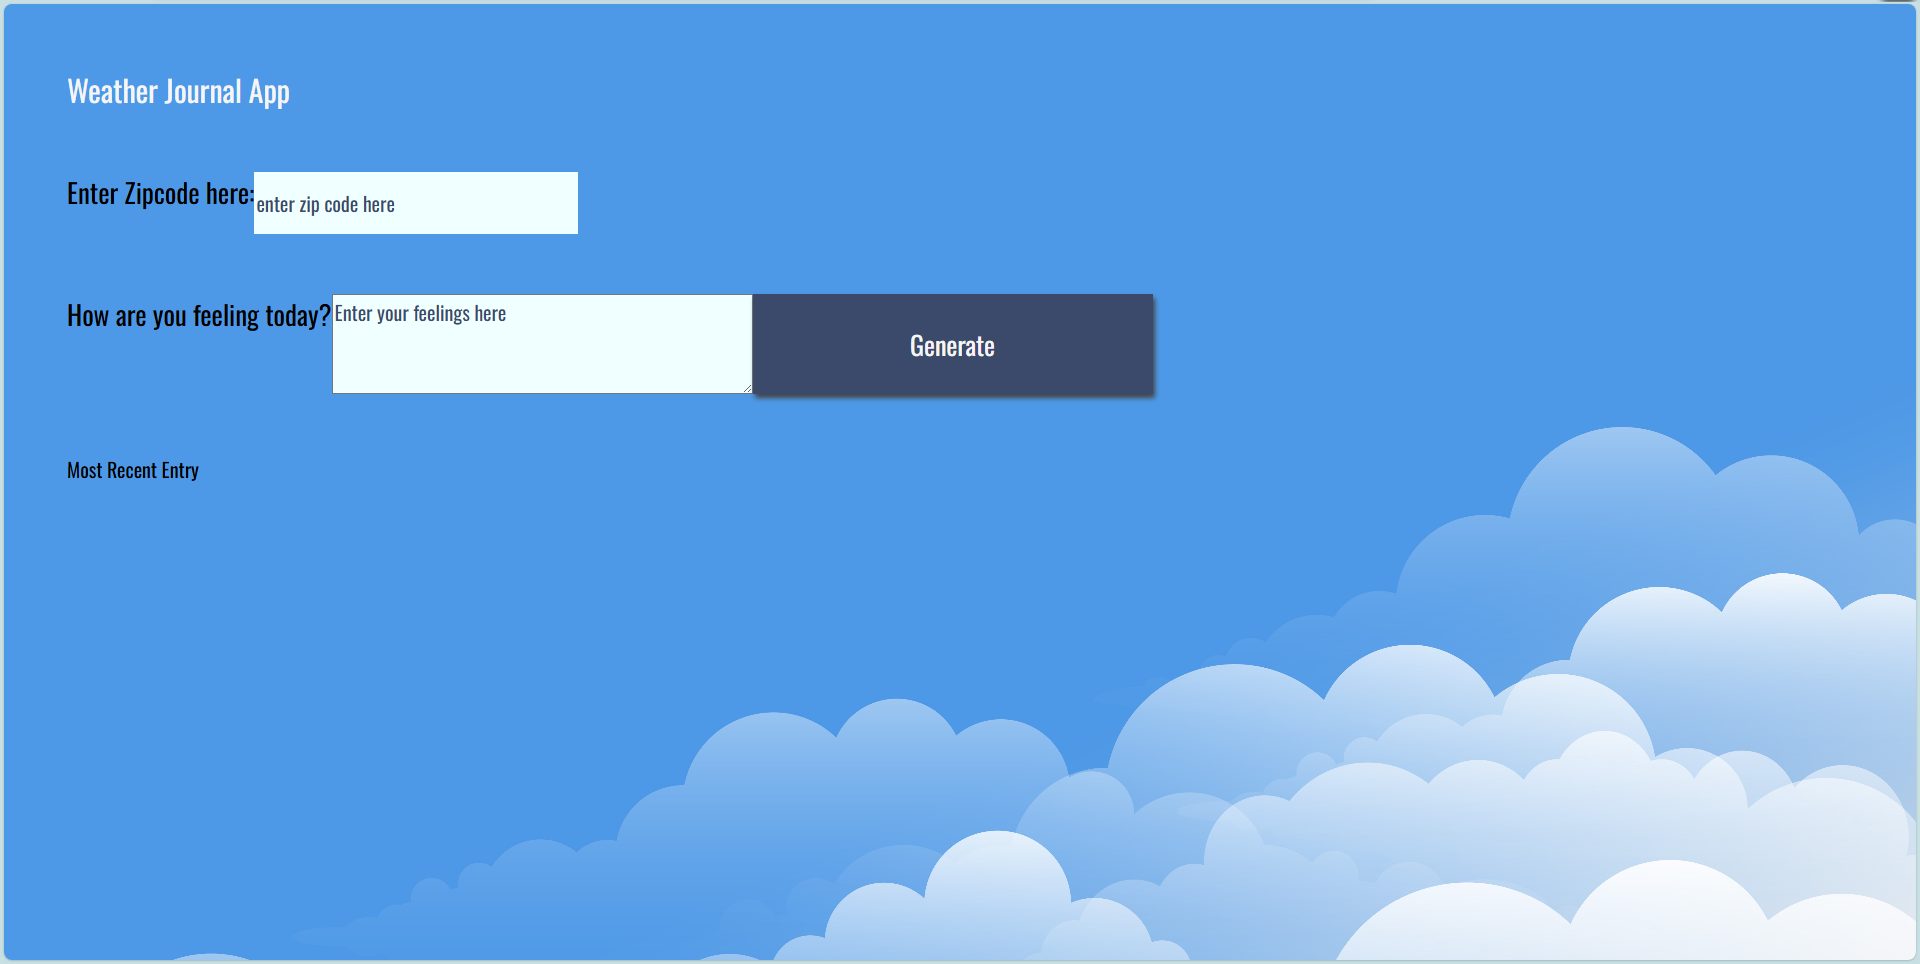 Weather Journal App
Enter Zipcode here:
enter zip code here
How are you feeling today?
Enter your feelings here
Generate
Most Recent Entry